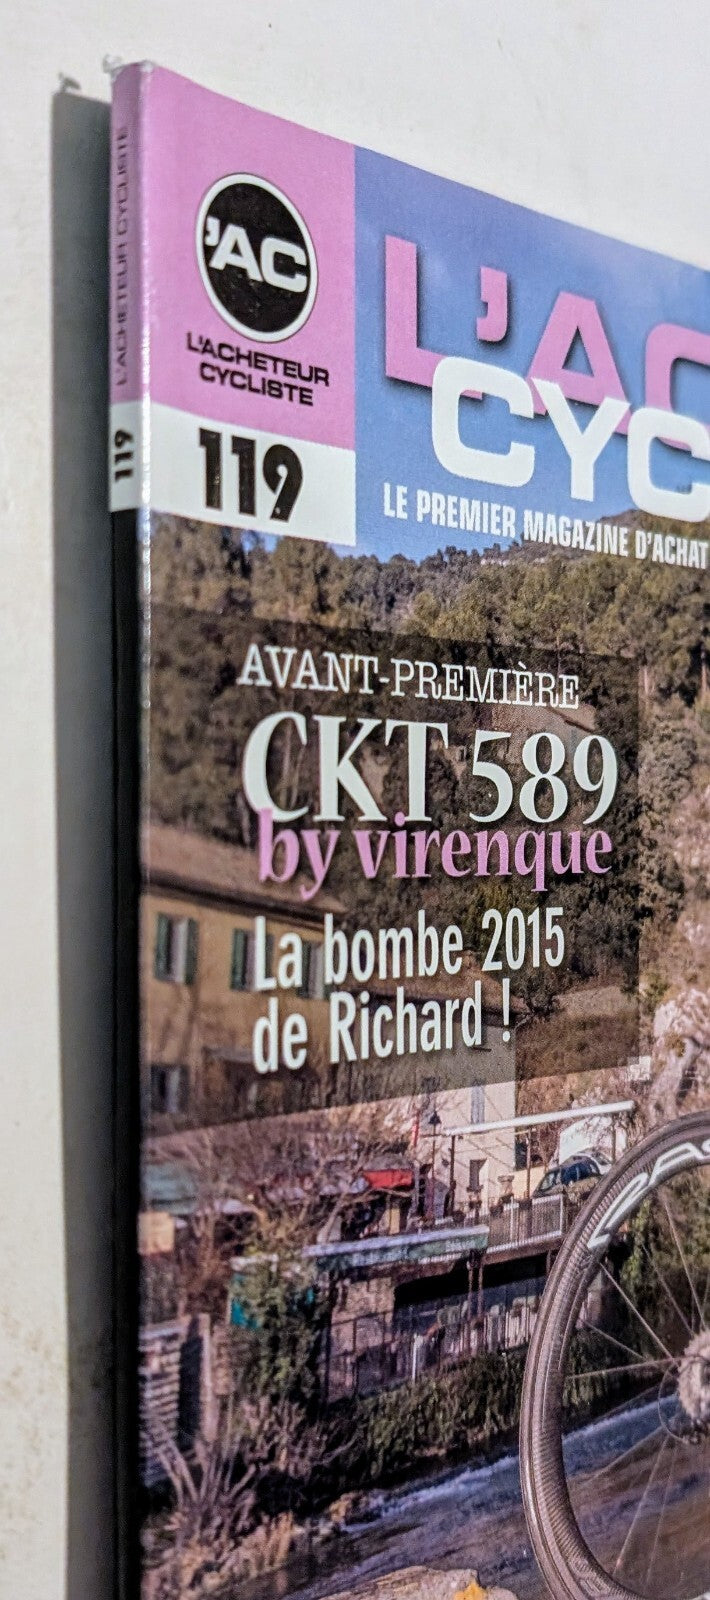 L'ACHETEUR CYCLISTE
119
'AC
L'ACHETEUR
CYCLISTE
119
L'AC
CYC
LE PREMIER MAGAZINE D'ACHAT
AVANT-PREMIÈRE
CKT 589
by virenque
La bombe 2015
de Richard !